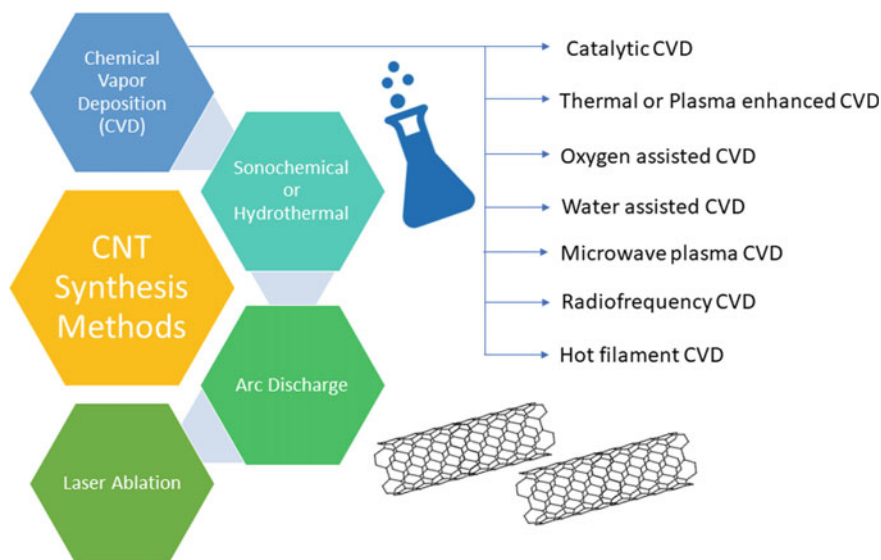 Chemical
Vapor
Deposition
(CVD)
Sonochemical
or
Hydrothermal
CNT
Synthesis
Methods
Arc Discharge
Laser Ablation
Catalytic CVD
Thermal or Plasma enhanced CVD
Oxygen assisted CVD
Water assisted CVD
Microwave plasma CVD
Radiofrequency CVD
Hot filament CVD